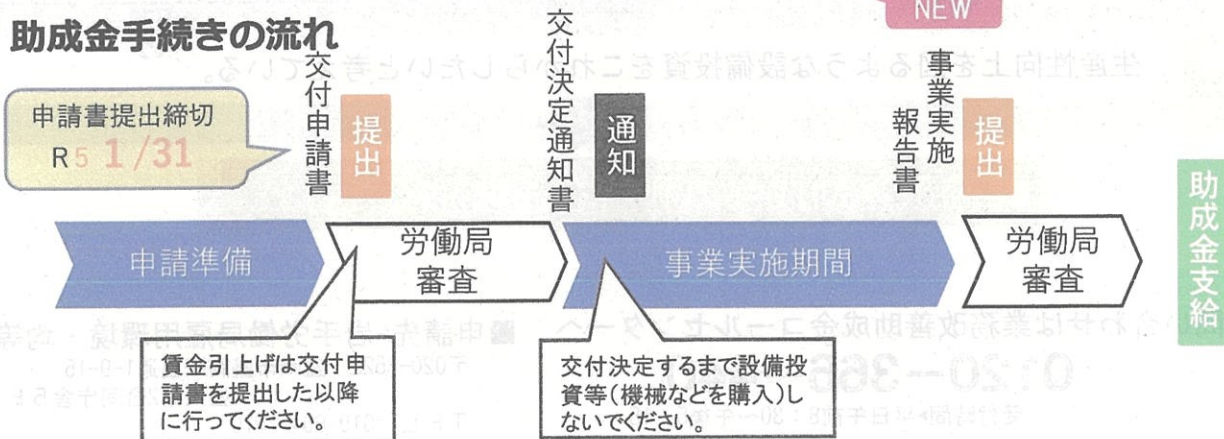 NEW
助成金手続きの流れ
申請書提出締切
R5 1/31
交付申請書
提出
交付決定通知書
通知
事業実施
報告書
提出
申請準備
労働局
審査
事業実施期間
労働局
審査
助成金支給
賃金引上げは交付申
請書を提出した以降
に行ってください。
交付決定するまで設備投
資等(機械などを購入)し
ないでください。